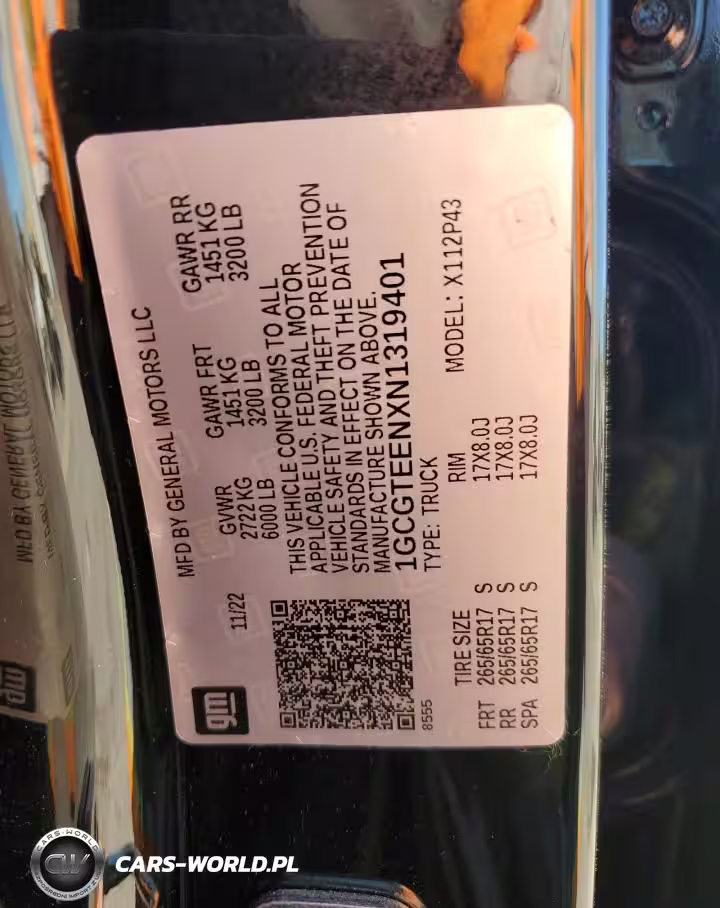 gm
11/22
MFD BY GENERAL MOTORS LLC
GVWR GAWR FRT GAWR RR
2722 KG 1451 KG 1451 KG
6000 LB 3200 LB 3200 LB
THIS VEHICLE CONFORMS TO ALL
APPLICABLE U.S. FEDERAL MOTOR
VEHICLE SAFETY AND THEFT PREVENTION
STANDARDS IN EFFECT ON THE DATE OF
MANUFACTURE SHOWN ABOVE.
1GCGTEENXN1319401
8555
TYPE: TRUCK MODEL: X112P43
TIRE SIZE RIM
FRT 265/65R17 S 17X8.0J
RR 265/65R17 S 17X8.0J
SPA 265/65R17 S 17X8.0J
CARS-WORLD
CW
CARS-WORLD.PL